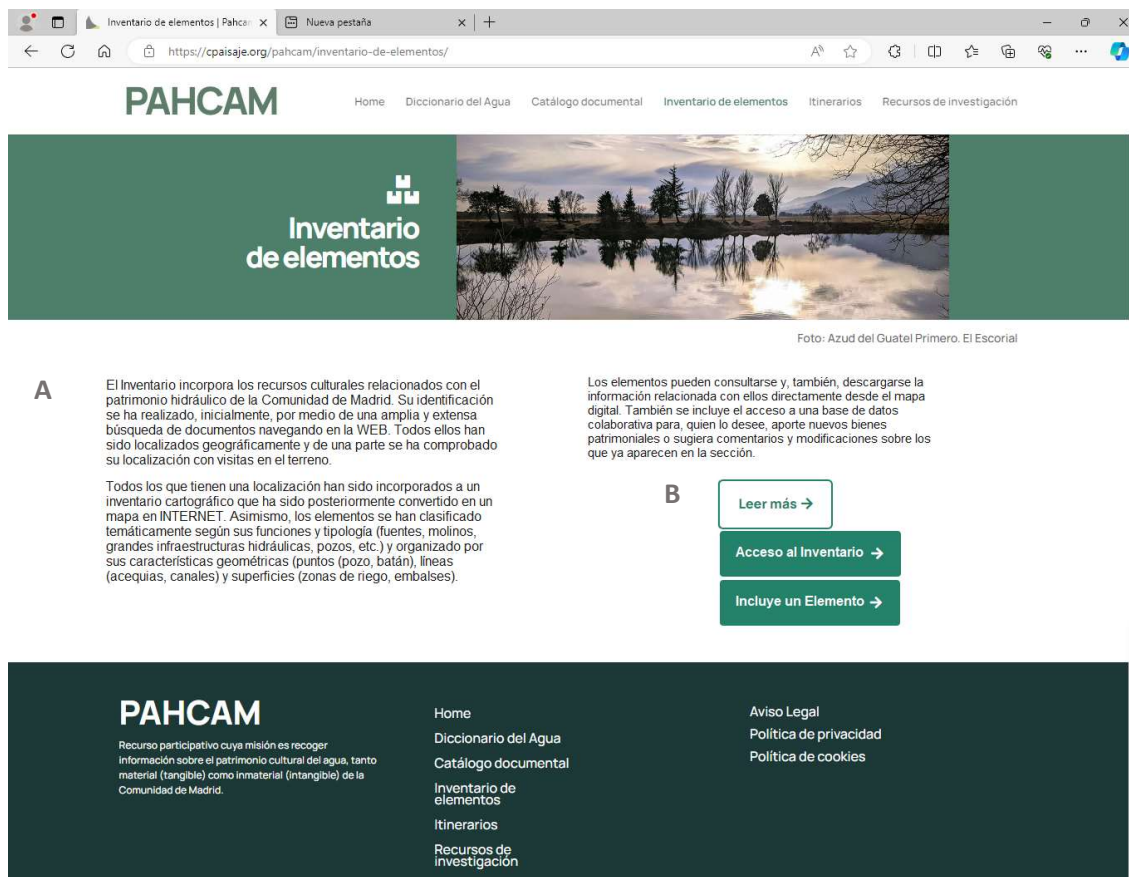 Inventario de elementos | Pahcar
Nueva pestaña
https://cpaisaje.org/pahcam/inventario-de-elementos/
PAHCAM
Home
Diccionario del Agua
Catálogo documental
Inventario de elementos
Itinerarios
Recursos de investigación
Inventario
de elementos
Foto: Azud del Guatel Primero. El Escorial
A
El Inventario incorpora los recursos culturales relacionados con el
patrimonio hidráulico de la Comunidad de Madrid. Su identificación
se ha realizado, inicialmente, por medio de una amplia y extensa
búsqueda de documentos navegando en la WEB. Todos ellos han
sido localizados geográficamente y de una parte se ha comprobado
su localización con visitas en el terreno.
Todos los que tienen una localización han sido incorporados a un
inventario cartográfico que ha sido posteriormente convertido en un
mapa en INTERNET. Asimismo, los elementos se han clasificado
temáticamente según sus funciones y tipología (fuentes, molinos,
grandes infraestructuras hidráulicas, pozos, etc.) y organizado por
sus características geométricas (puntos (pozo, batán), líneas
(acequias, canales) y superficies (zonas de riego, embalses).
Los elementos pueden consultarse y, también, descargarse la
información relacionada con ellos directamente desde el mapa
digital. También se incluye el acceso a una base de datos
colaborativa para, quien lo desee, aporte nuevos bienes
patrimoniales o sugiera comentarios y modificaciones sobre los
que ya aparecen en la sección.
B
Leer más →
Acceso al Inventario →
Incluye un Elemento →
PAHCAM
Recurso participativo cuya misión es recoger
información sobre el patrimonio cultural del agua, tanto
material (tangible) como inmaterial (intangible) de la
Comunidad de Madrid.
Home
Diccionario del Agua
Catálogo documental
Inventario de
elementos
Itinerarios
Recursos de
investigación
Aviso Legal
Política de privacidad
Política de cookies